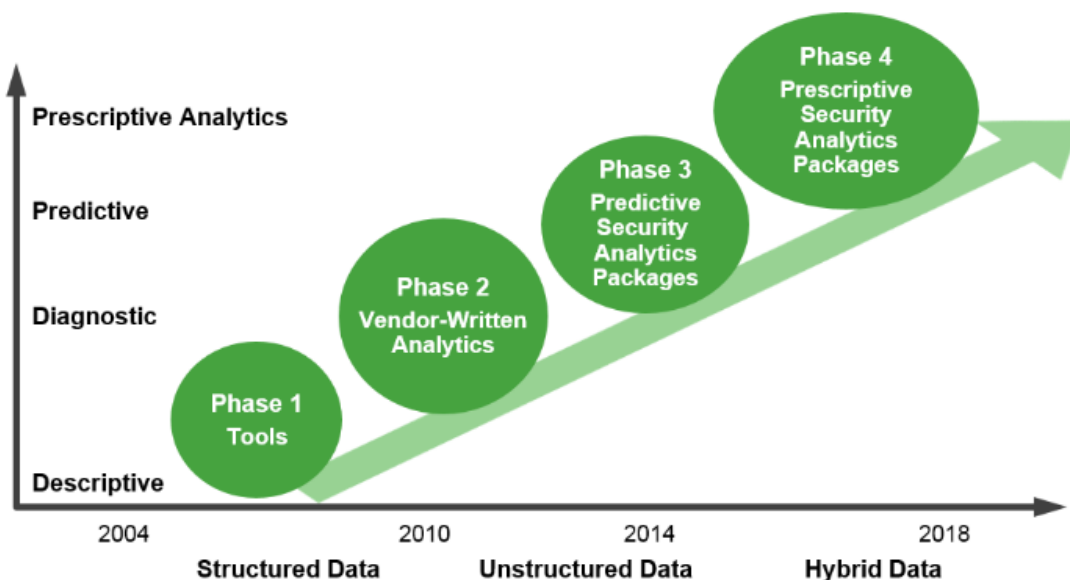 Phase 4
Prescriptive
Security
Analytics
Packages
Prescriptive Analytics
Phase 3
Predictive
Security
Analytics
Packages
Predictive
Phase 2
Vendor-Written
Analytics
Diagnostic
Phase 1
Tools
Descriptive
2004 2010 2014 2018
Structured Data Unstructured Data Hybrid Data